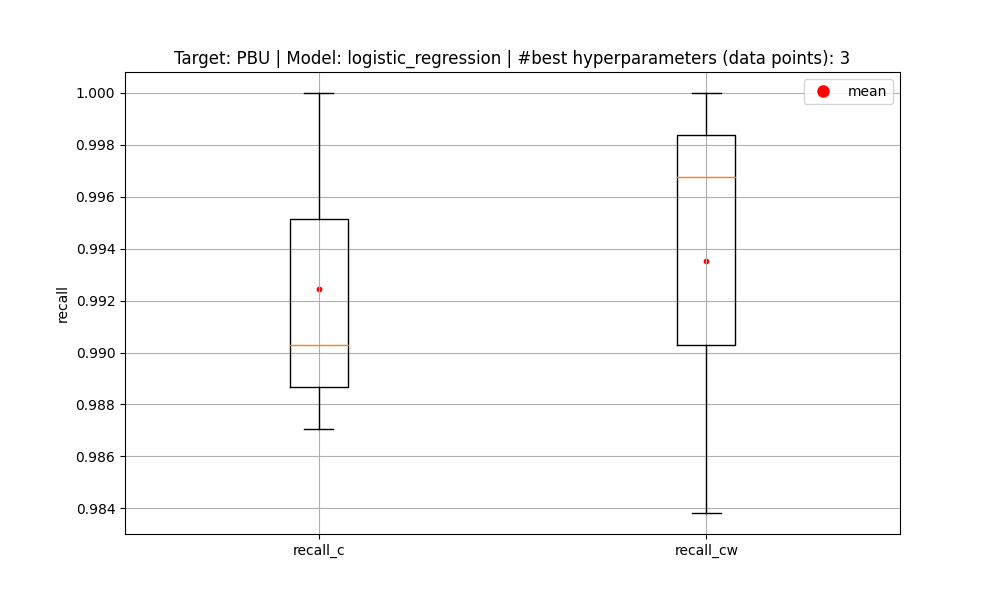 Target: PBU | Model: logistic_regression | #best hyperparameters (data points): 3
mean
1.000
0.998
0.996
0.994
0.992
0.990
0.988
0.986
0.984
recall
recall_c
recall_cw